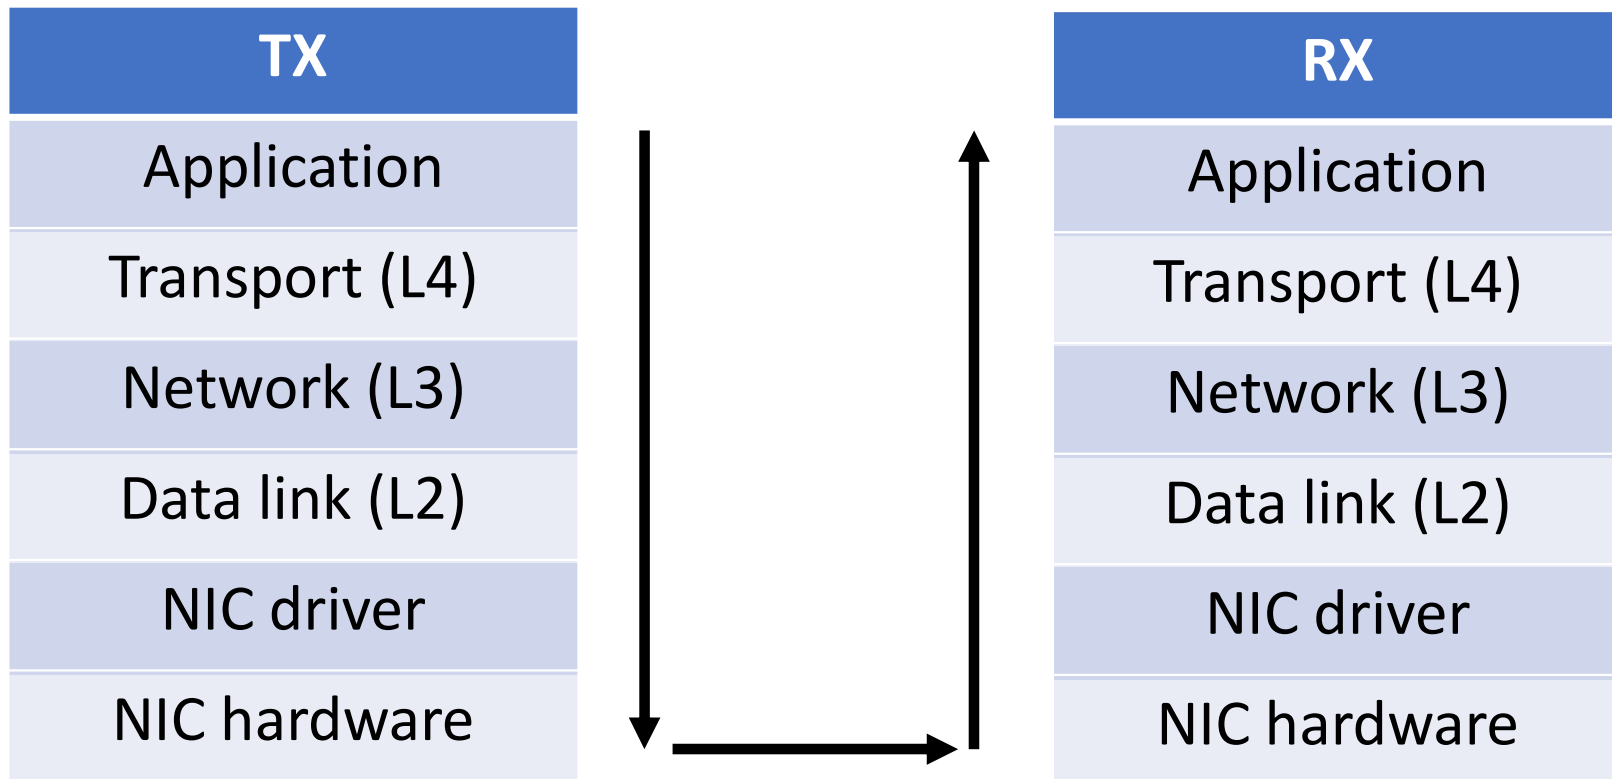 TX
Application
Transport (L4)
Network (L3)
Data link (L2)
NIC driver
NIC hardware
RX
Application
Transport (L4)
Network (L3)
Data link (L2)
NIC driver
NIC hardware